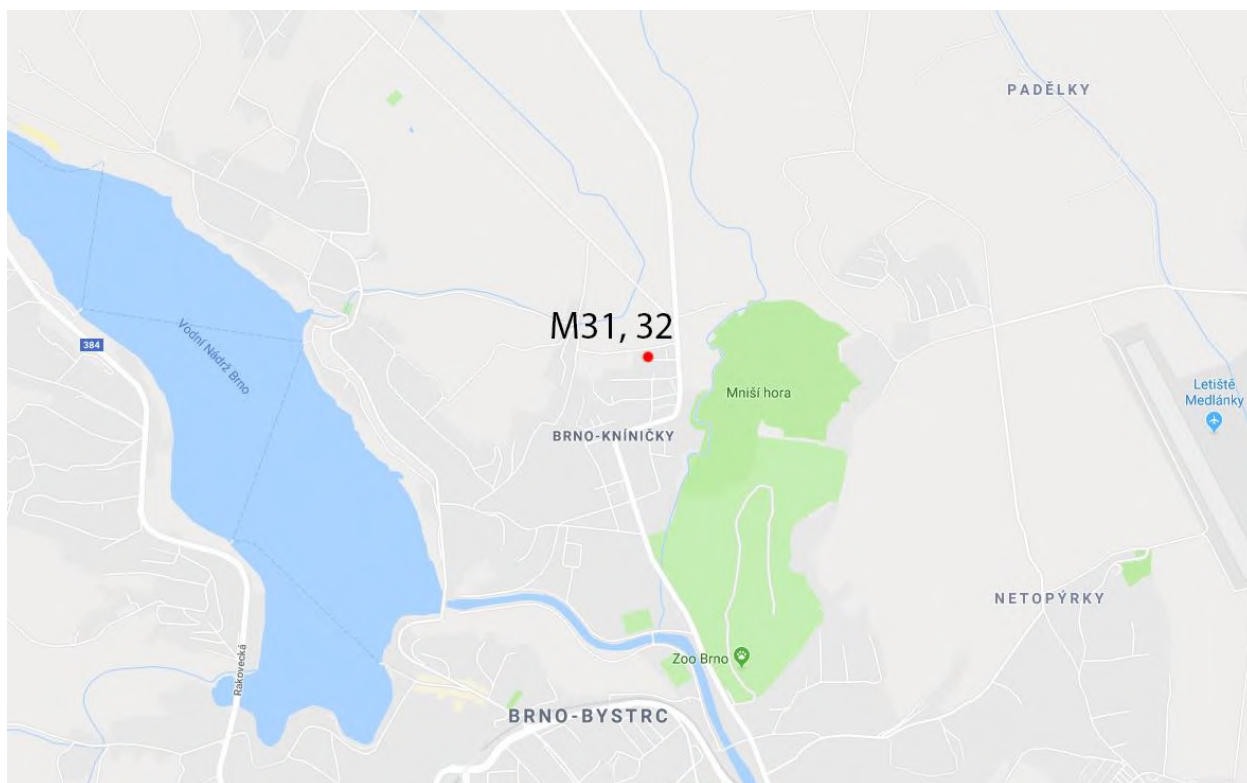 PADĚLKY
M31, 32
384
Vodní Nádrž Brno
Mniší hora
Letiště
Medlánky
BRNO-KNÍNIČKY
NETOPÝRKY
Rakovecká
Zoo Brno
BRNO-BYSTRC